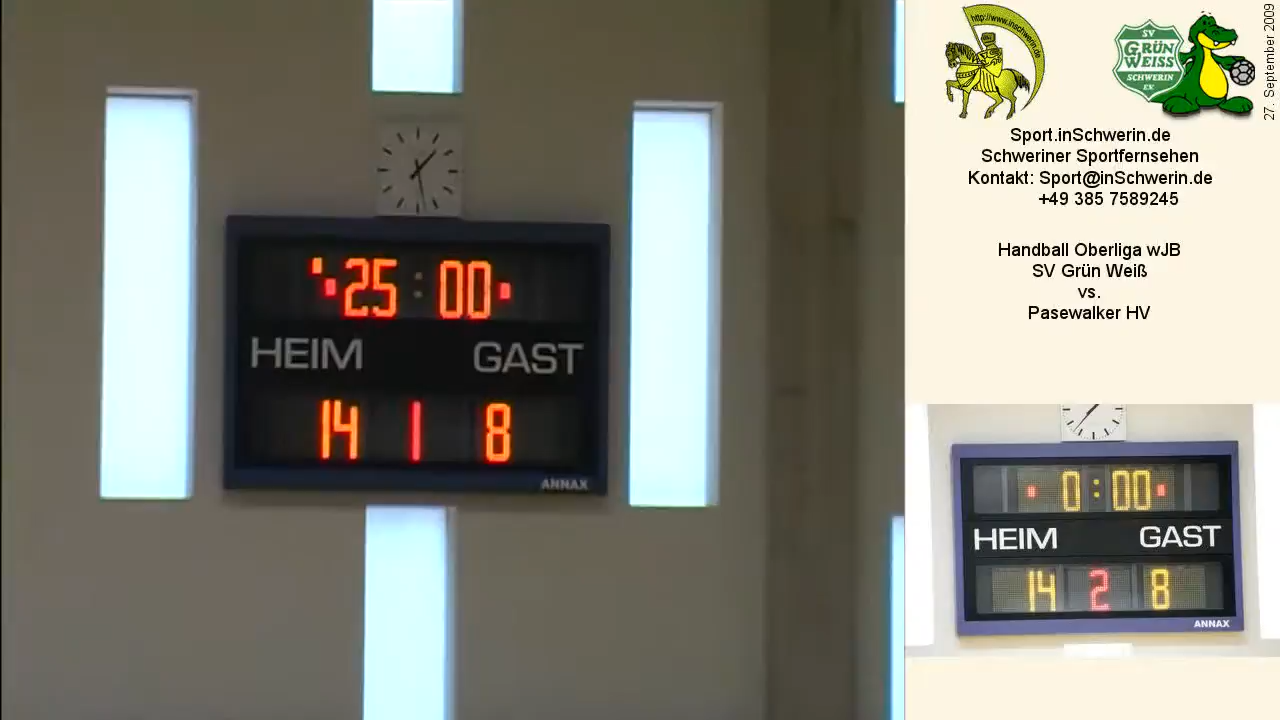 25:00
HEIM GAST
14 1 8
ANNAX
http://www.inschwerin.de
SV
GRÜN
WEISS
SCHWERIN
E.V.
27. September 2009
Sport.inSchwerin.de
Schweriner Sportfernsehen
Kontakt: Sport@inSchwerin.de
+49 385 7589245
Handball Oberliga wJB
SV Grün Weiß
vs.
Pasewalker HV
0:00
HEIM GAST
14 2 8
ANNAX